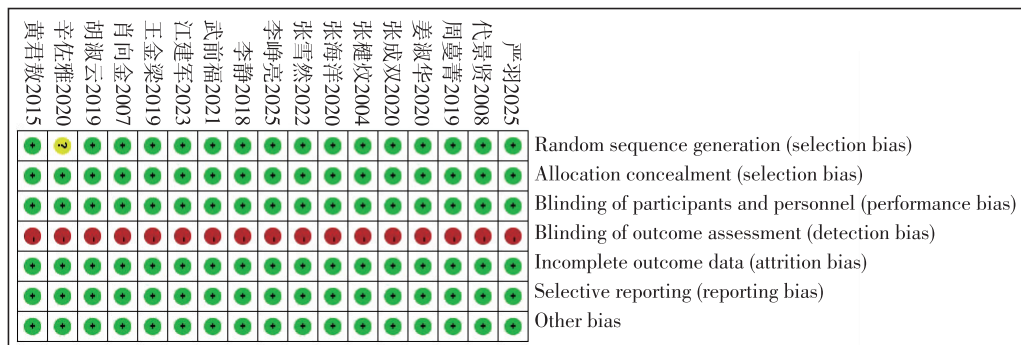 黄君敖2015
辛佐雅2020
胡淑云2019
肖向金2007
王金梁2019
江建军2023
武前福2021
李静2018
李峥亮2025
张雪然2022
张海洋2020
张楗炆2004
张成双2020
姜淑华2020
周蔓菁2019
代景贤2008
严羽2025
Random sequence generation (selection bias)
Allocation concealment (selection bias)
Blinding of participants and personnel (performance bias)
Blinding of outcome assessment (detection bias)
Incomplete outcome data (attrition bias)
Selective reporting (reporting bias)
Other bias